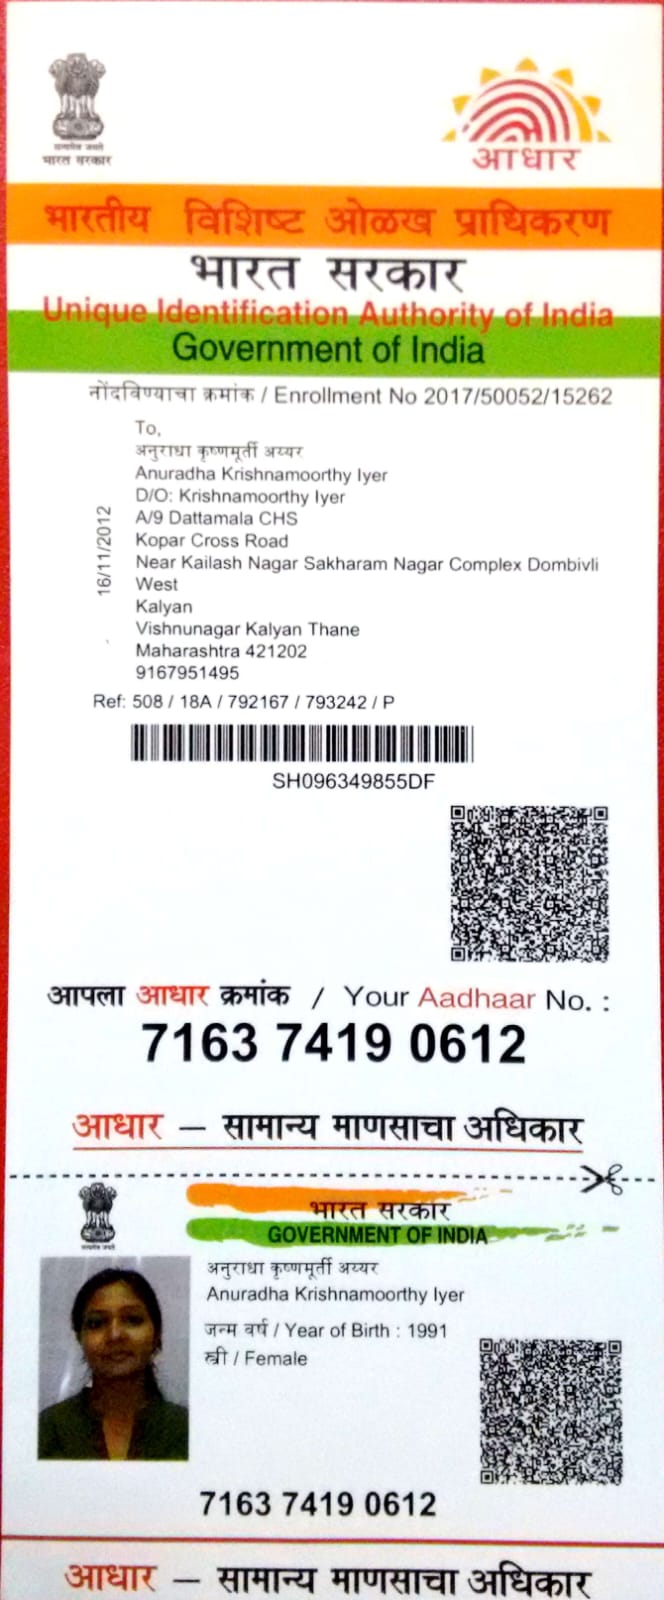 सत्यमेव जयते
भारत सरकार
आधार
भारतीय विशिष्ट ओळख प्राधिकरण
भारत सरकार
Unique Identification Authority of India
Government of India
नोंदविण्याचा क्रमांक / Enrollment No 2017/50052/15262
16/11/2012
To,
अनुराधा कृष्णमूर्ती अय्यर
Anuradha Krishnamoorthy Iyer
D/O: Krishnamoorthy Iyer
A/9 Dattamala CHS
Kopar Cross Road
Near Kailash Nagar Sakharam Nagar Complex Dombivli
West
Kalyan
Vishnunagar Kalyan Thane
Maharashtra 421202
9167951495
Ref: 508 / 18A / 792167 / 793242 / P
SH096349855DF
आपला आधार क्रमांक / Your Aadhaar No. :
7163 7419 0612
आधार – सामान्य माणसाचा अधिकार
सत्यमेव जयते
भारत सरकार
GOVERNMENT OF INDIA
अनुराधा कृष्णमूर्ती अय्यर
Anuradha Krishnamoorthy Iyer
जन्म वर्ष / Year of Birth : 1991
स्त्री / Female
7163 7419 0612
आधार – सामान्य माणसाचा अधिकार